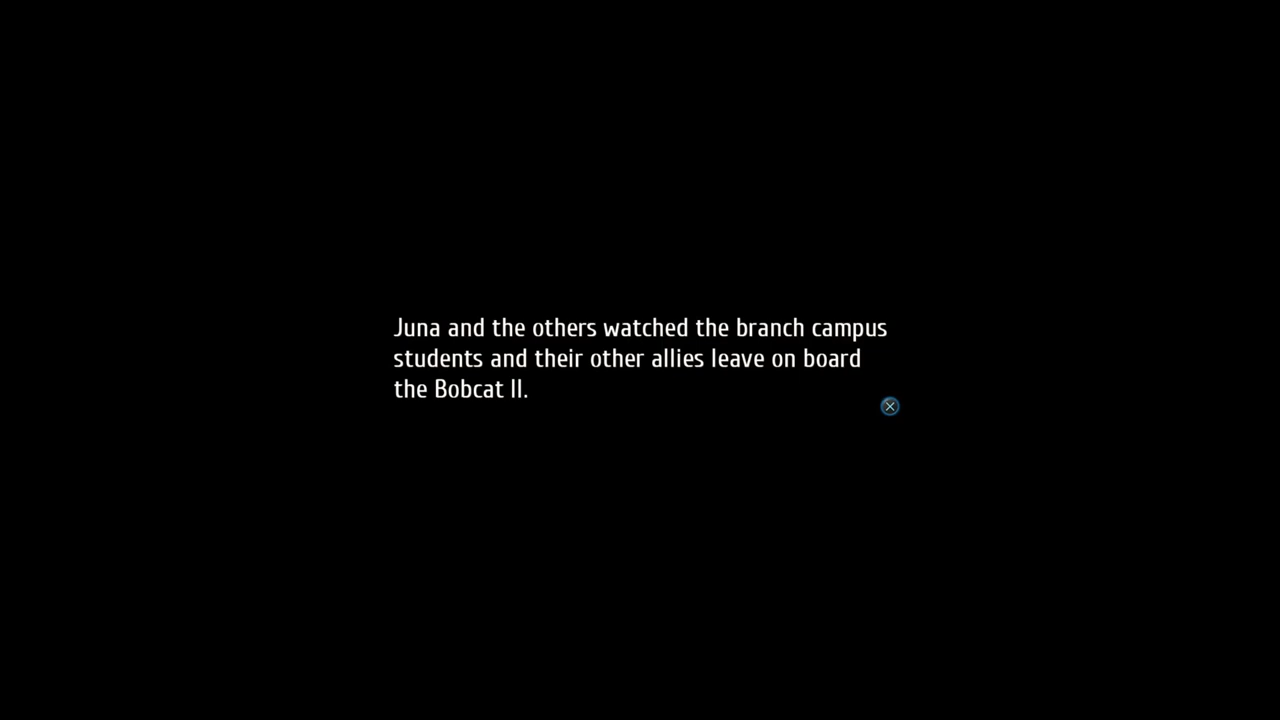 Juna and the others watched the branch campus
students and their other allies leave on board
the Bobcat II.